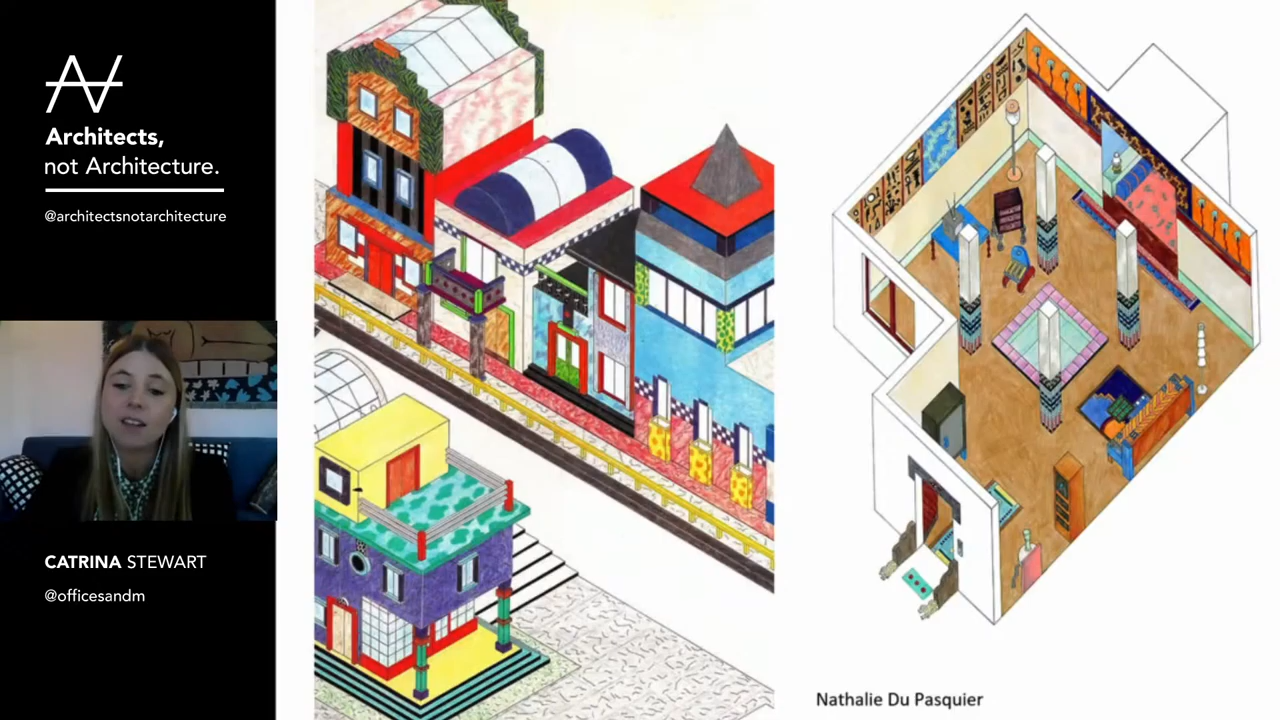 Architects,
not Architecture.
@architectsnotarchitecture
CATRINA STEWART
@officesandm
Nathalie Du Pasquier